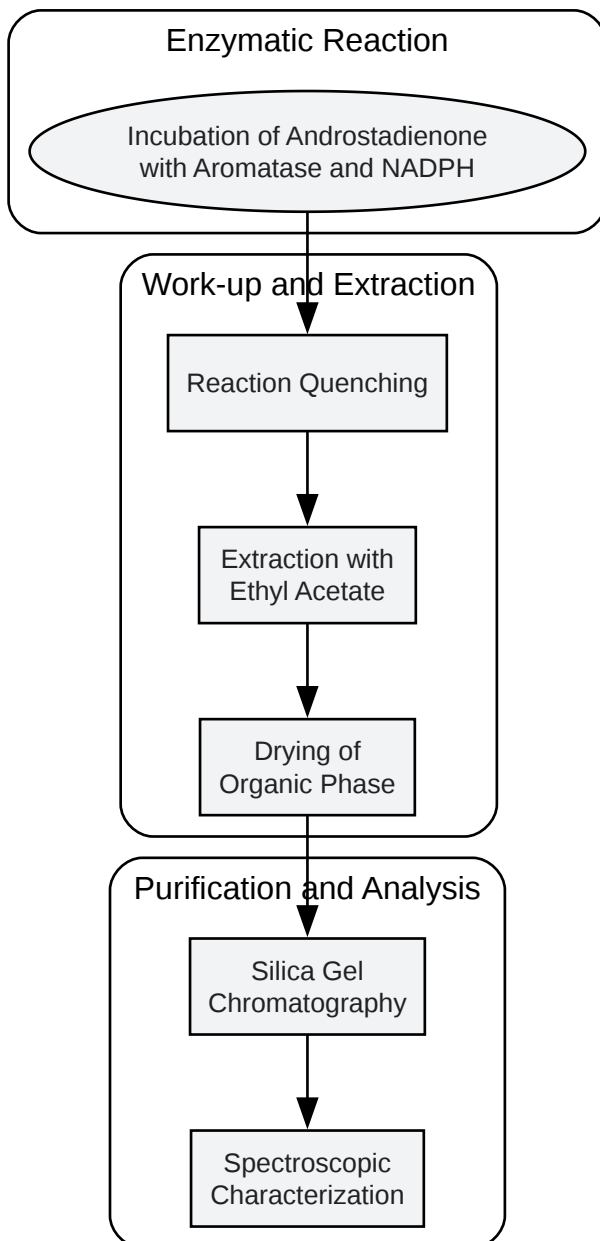 Enzymatic Reaction
Incubation of Androstadienone
with Aromatase and NADPH
Work-up and Extraction
Reaction Quenching
Extraction with
Ethyl Acetate
Drying of
Organic Phase
Purification and Analysis
Silica Gel
Chromatography
Spectroscopic
Characterization